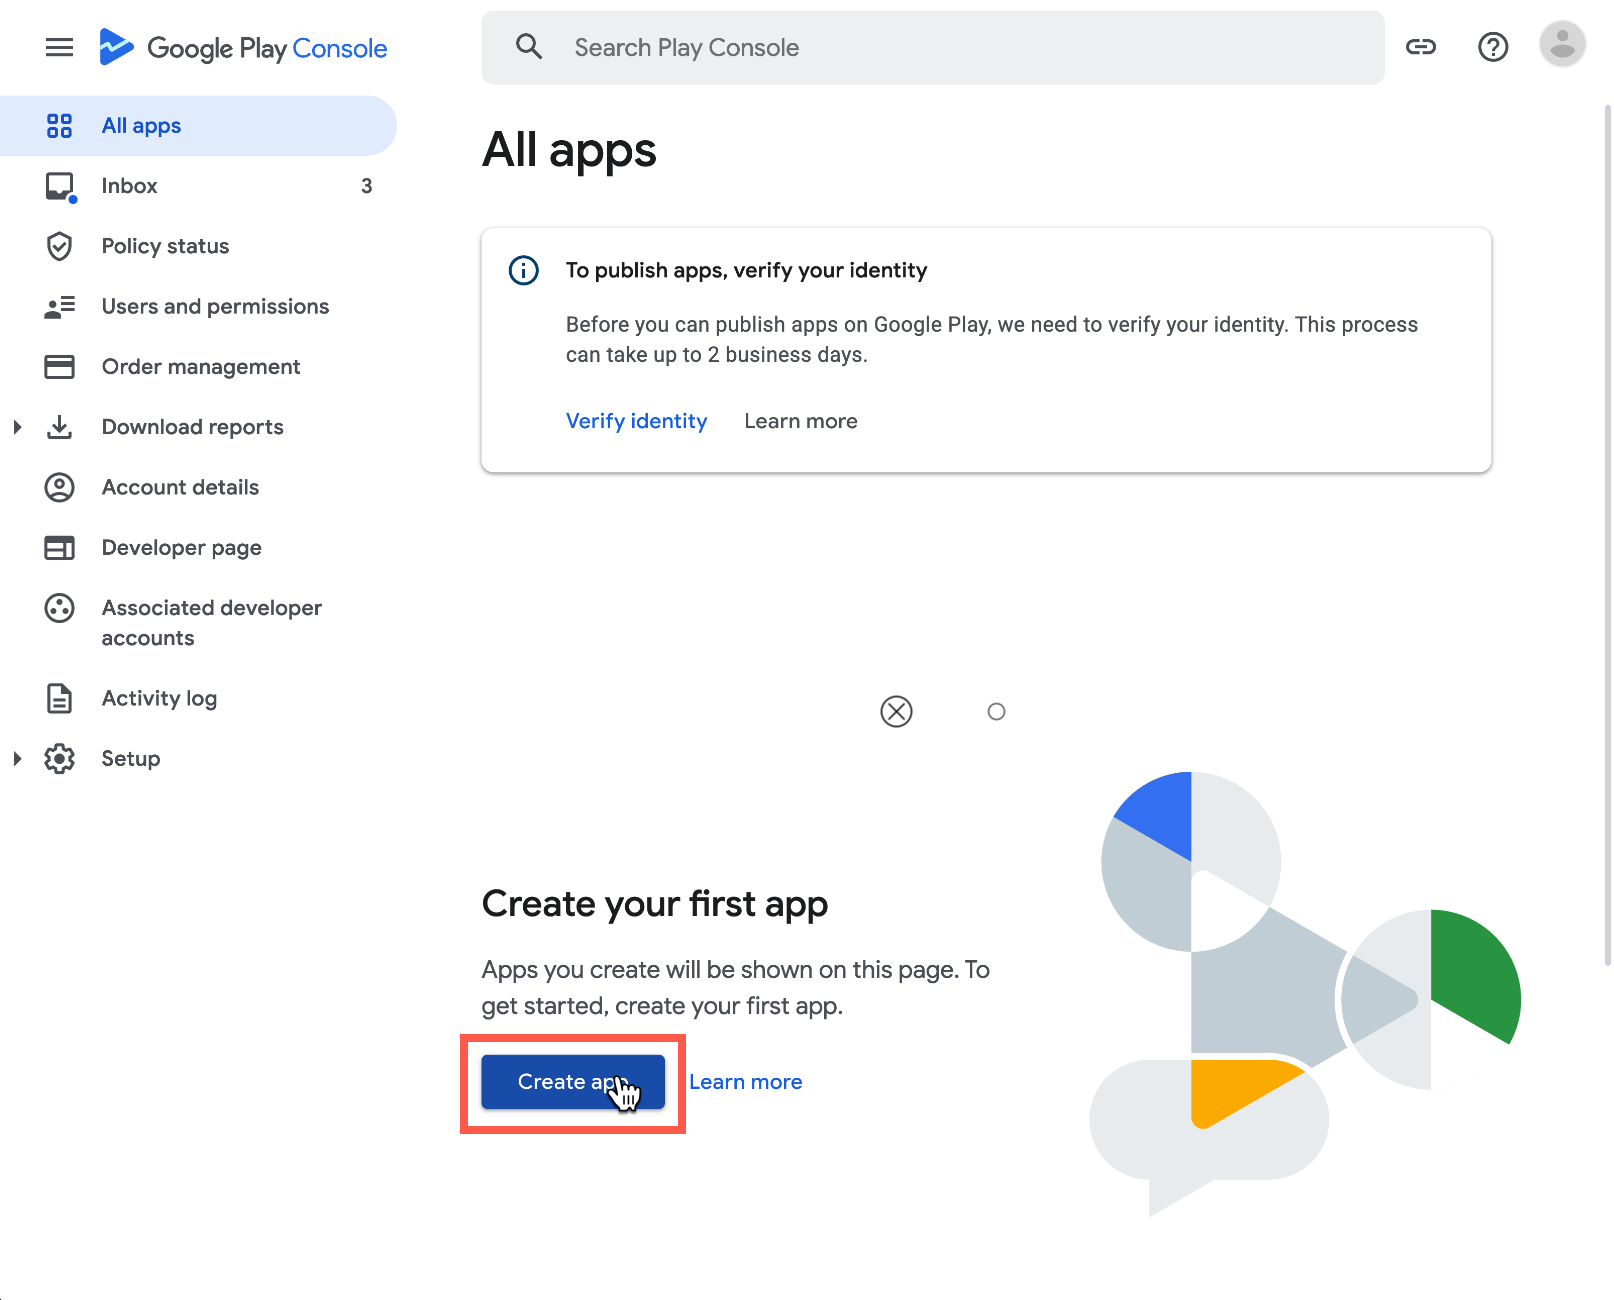 Google Play Console
Search Play Console
All apps
Inbox 3
Policy status
Users and permissions
Order management
Download reports
Account details
Developer page
Associated developer
accounts
Activity log
Setup
All apps
To publish apps, verify your identity
Before you can publish apps on Google Play, we need to verify your identity. This process
can take up to 2 business days.
Verify identity Learn more
Create your first app
Apps you create will be shown on this page. To
get started, create your first app.
Create app Learn more